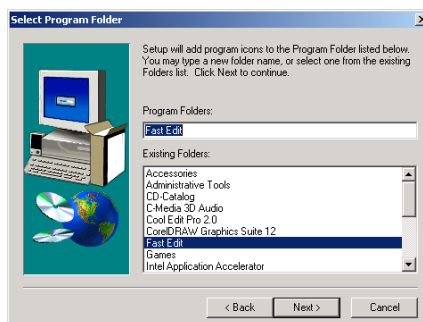 Select Program Folder
Setup will add program icons to the Program Folder listed below.
You may type a new folder name, or select one from the existing
Folders list. Click Next to continue.
Program Folders:
Fast Edit
Existing Folders:
Accessories
Administrative Tools
CD-Catalog
C-Media 3D Audio
Cool Edit Pro 2.0
CorelDRAW Graphics Suite 12
Fast Edit
Games
Intel Application Accelerator
< Back
Next >
Cancel